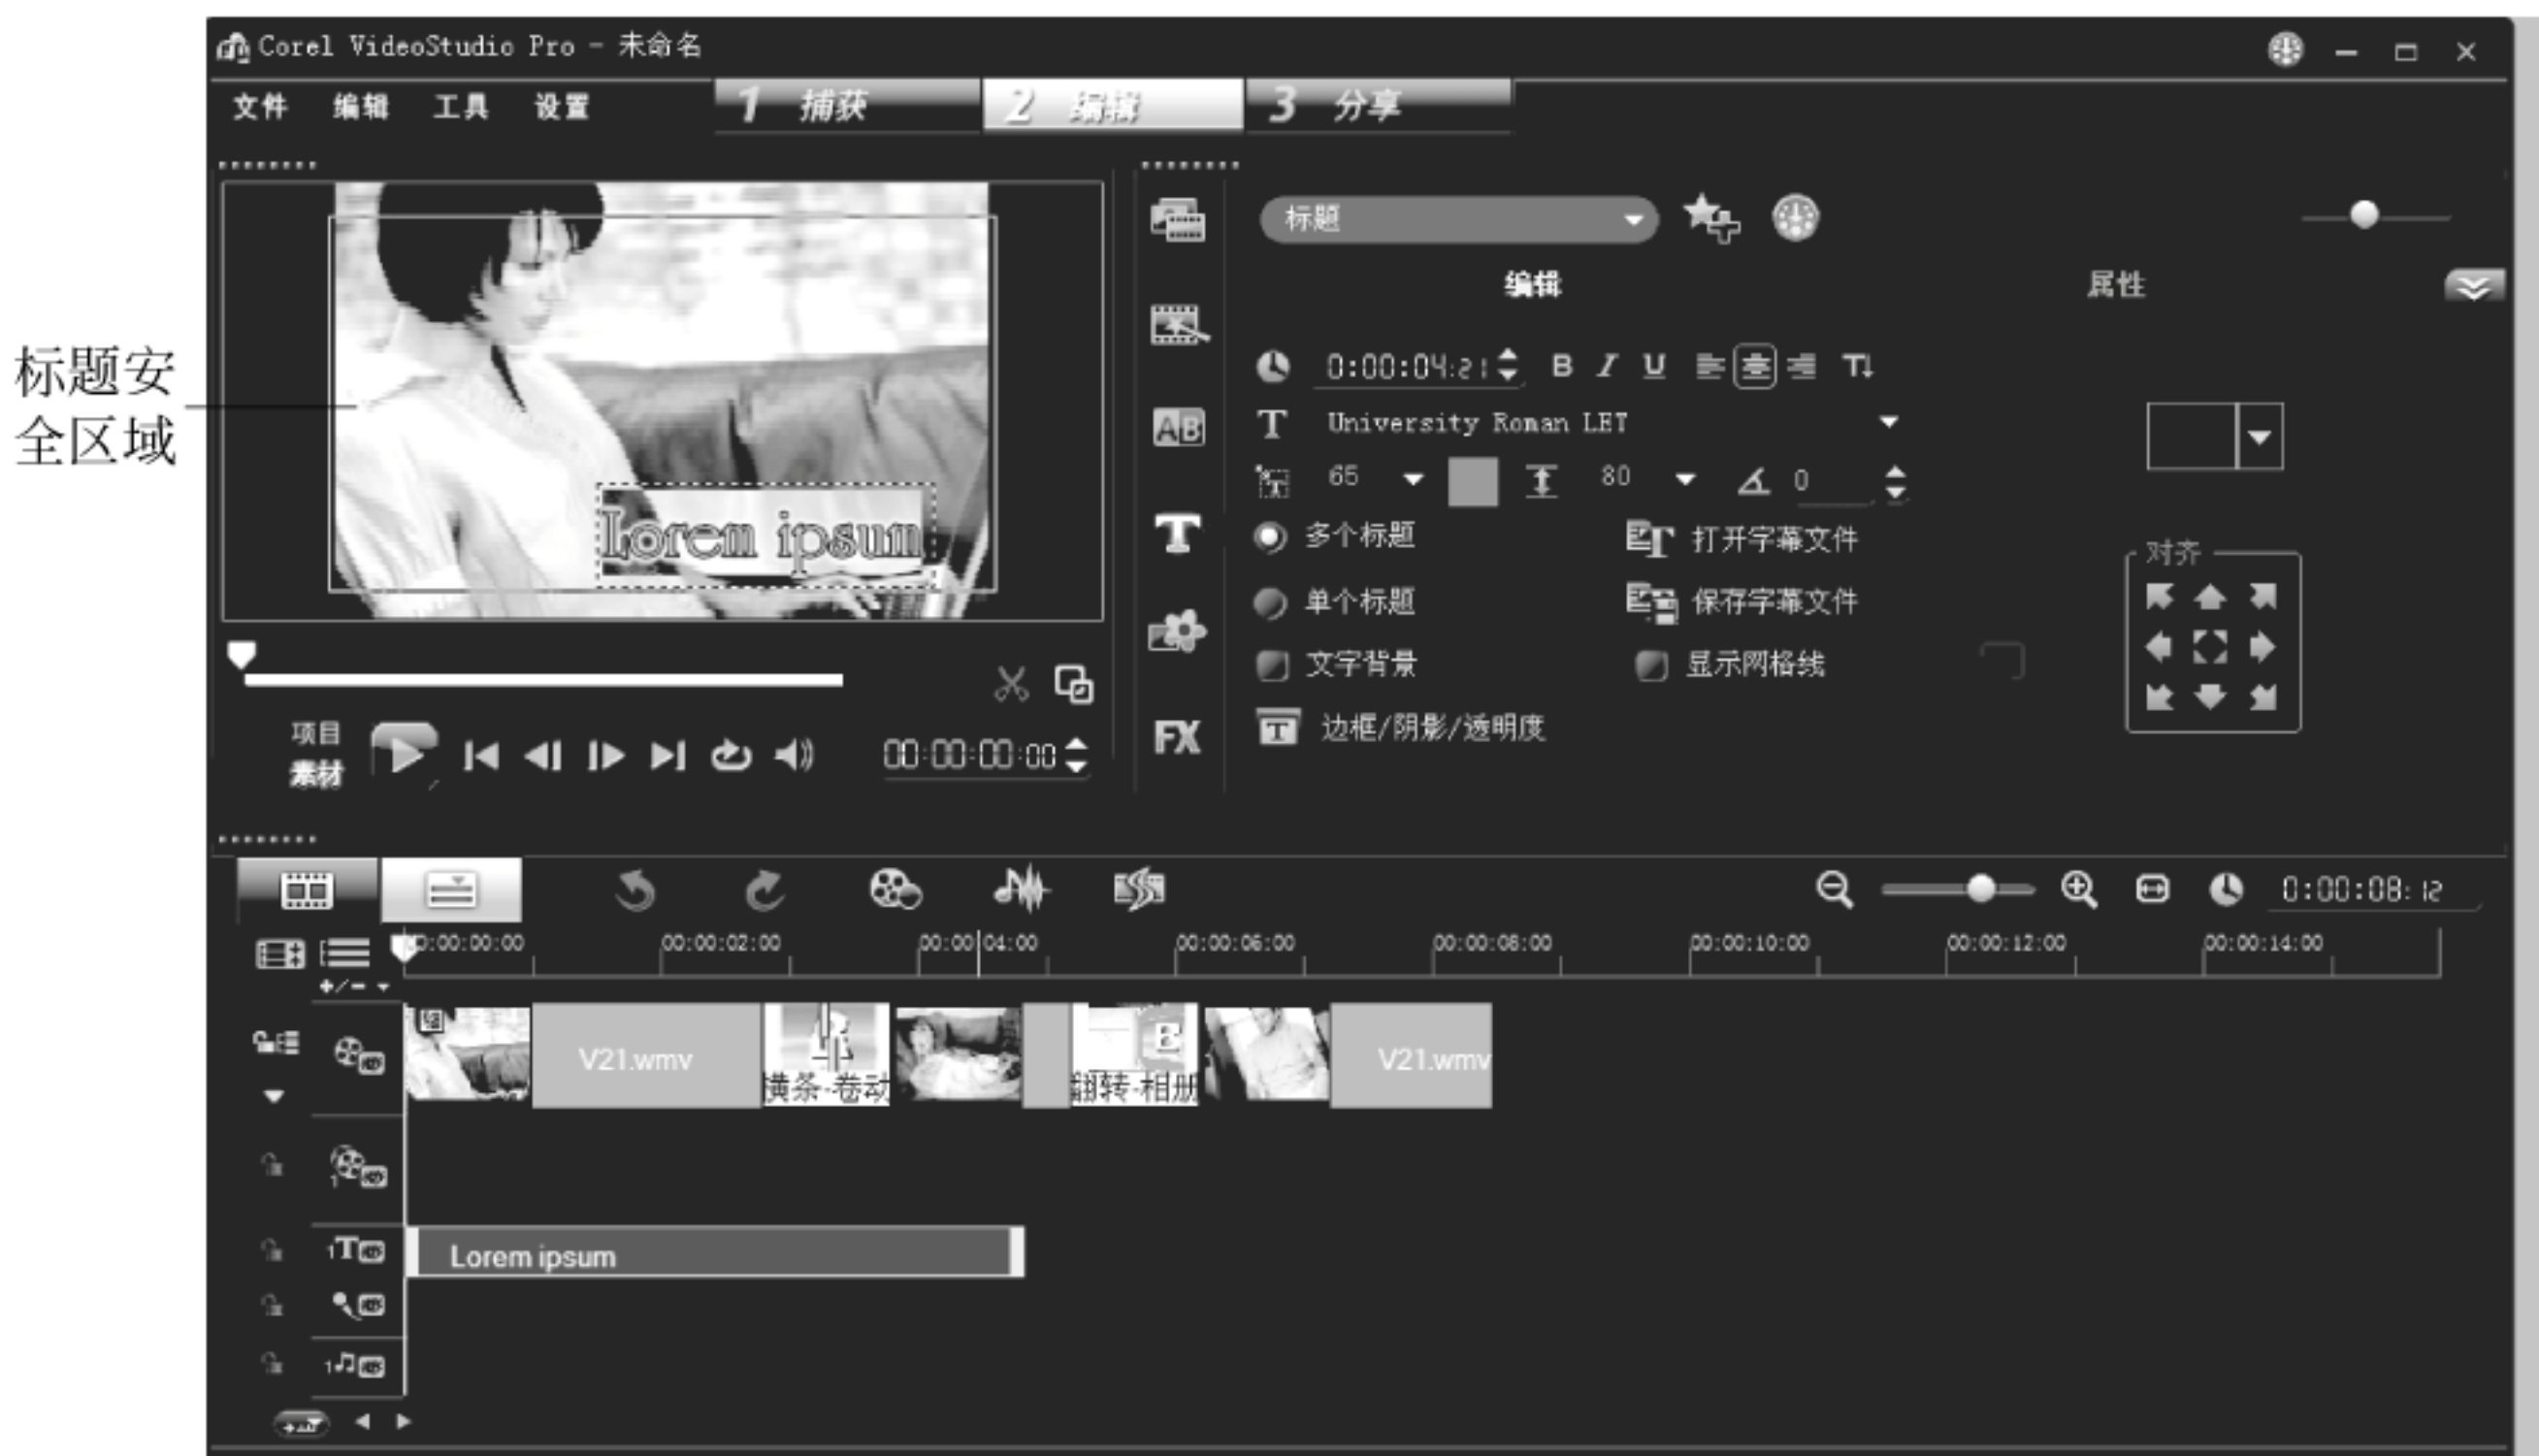 Corel VideoStudio Pro - 未命名
文件 编辑 工具 设置 1 捕获 2 编辑 3 分享
标题
编辑 属性
标题安
全区域
0:00:04:21 B I U
T University Roman LET
65 80 0
Lorem ipsum
多个标题 打开字幕文件
单个标题 保存字幕文件
文字背景 显示网格线
边框/阴影/透明度
对齐
AB
T
FX
项目
素材
00:00:00:00
0:00:08:12
00:00:00:00 00:00:02:00 00:00:04:00 00:00:06:00 00:00:08:00 00:00:10:00 00:00:12:00 00:00:14:00
+/-
V21.wmv V21.wmv
横条-卷动 翻转-相册
1
1T Lorem ipsum
1